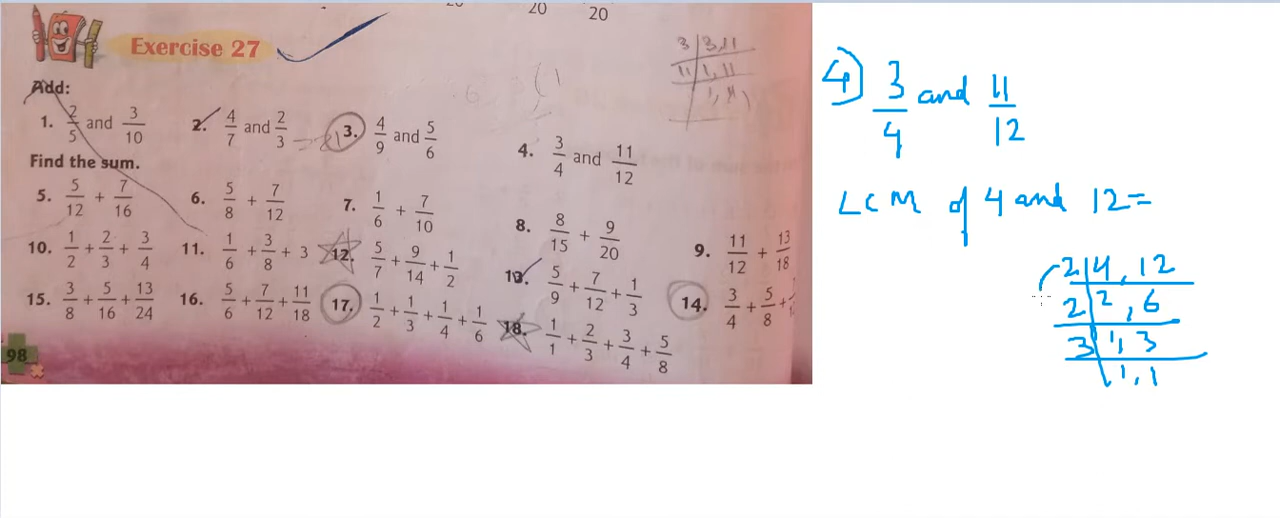 20 20
Exercise 27
3 3,11
11 1,11
Add:
1. 2/5 and 3/10 2. 4/7 and 2/3 3. 4/9 and 5/6 4. 3/4 and 11/12
Find the sum.
5. 5/12 + 7/16 6. 5/8 + 7/12 7. 1/6 + 7/10 8. 8/15 + 9/20 9. 11/12 + 13/18
10. 1/2 + 2/3 + 3/4 11. 1/6 + 3/8 + 3 12. 5/7 + 9/14 + 1/2 13. 5/9 + 7/12 + 1/3 14. 3/4 + 5/8 +
15. 3/8 + 5/16 + 13/24 16. 5/6 + 7/12 + 11/18 17. 1/2 + 1/3 + 1/4 + 1/6 18. 1/1 + 2/3 + 3/4 + 5/8
98
4) 3/4 and 11/12
LCM of 4 and 12=
2 4, 12
2 2, 6
3 1, 3
1, 1